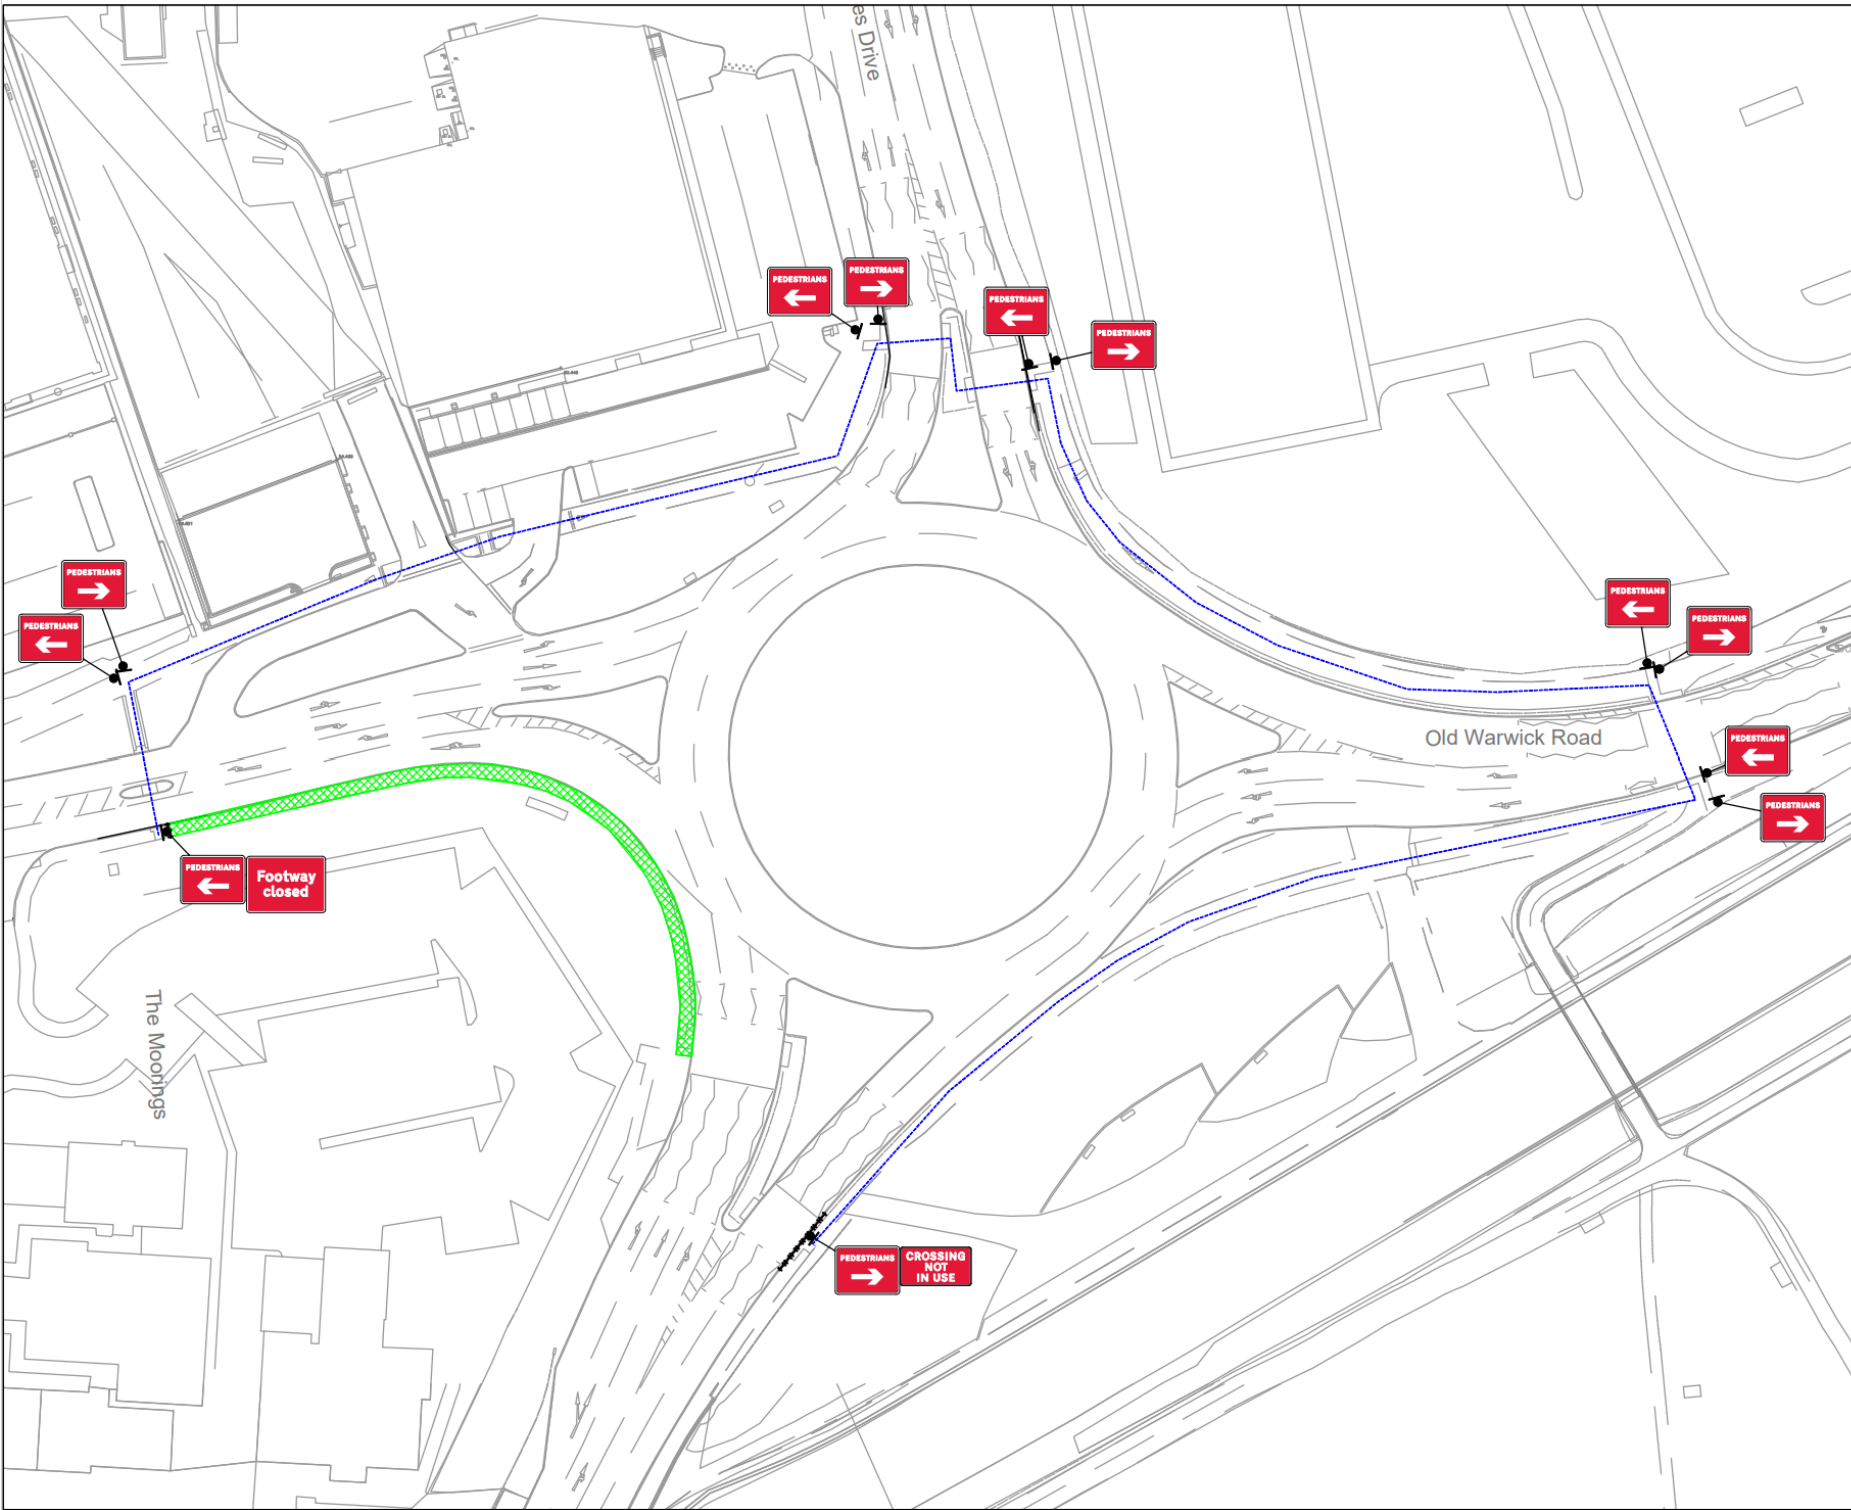 es Drive
PEDESTRIANS
PEDESTRIANS
PEDESTRIANS
PEDESTRIANS
PEDESTRIANS
PEDESTRIANS
PEDESTRIANS
PEDESTRIANS
Old Warwick Road
PEDESTRIANS
PEDESTRIANS
PEDESTRIANS
Footway
closed
The Moorings
PEDESTRIANS
CROSSING
NOT
IN USE